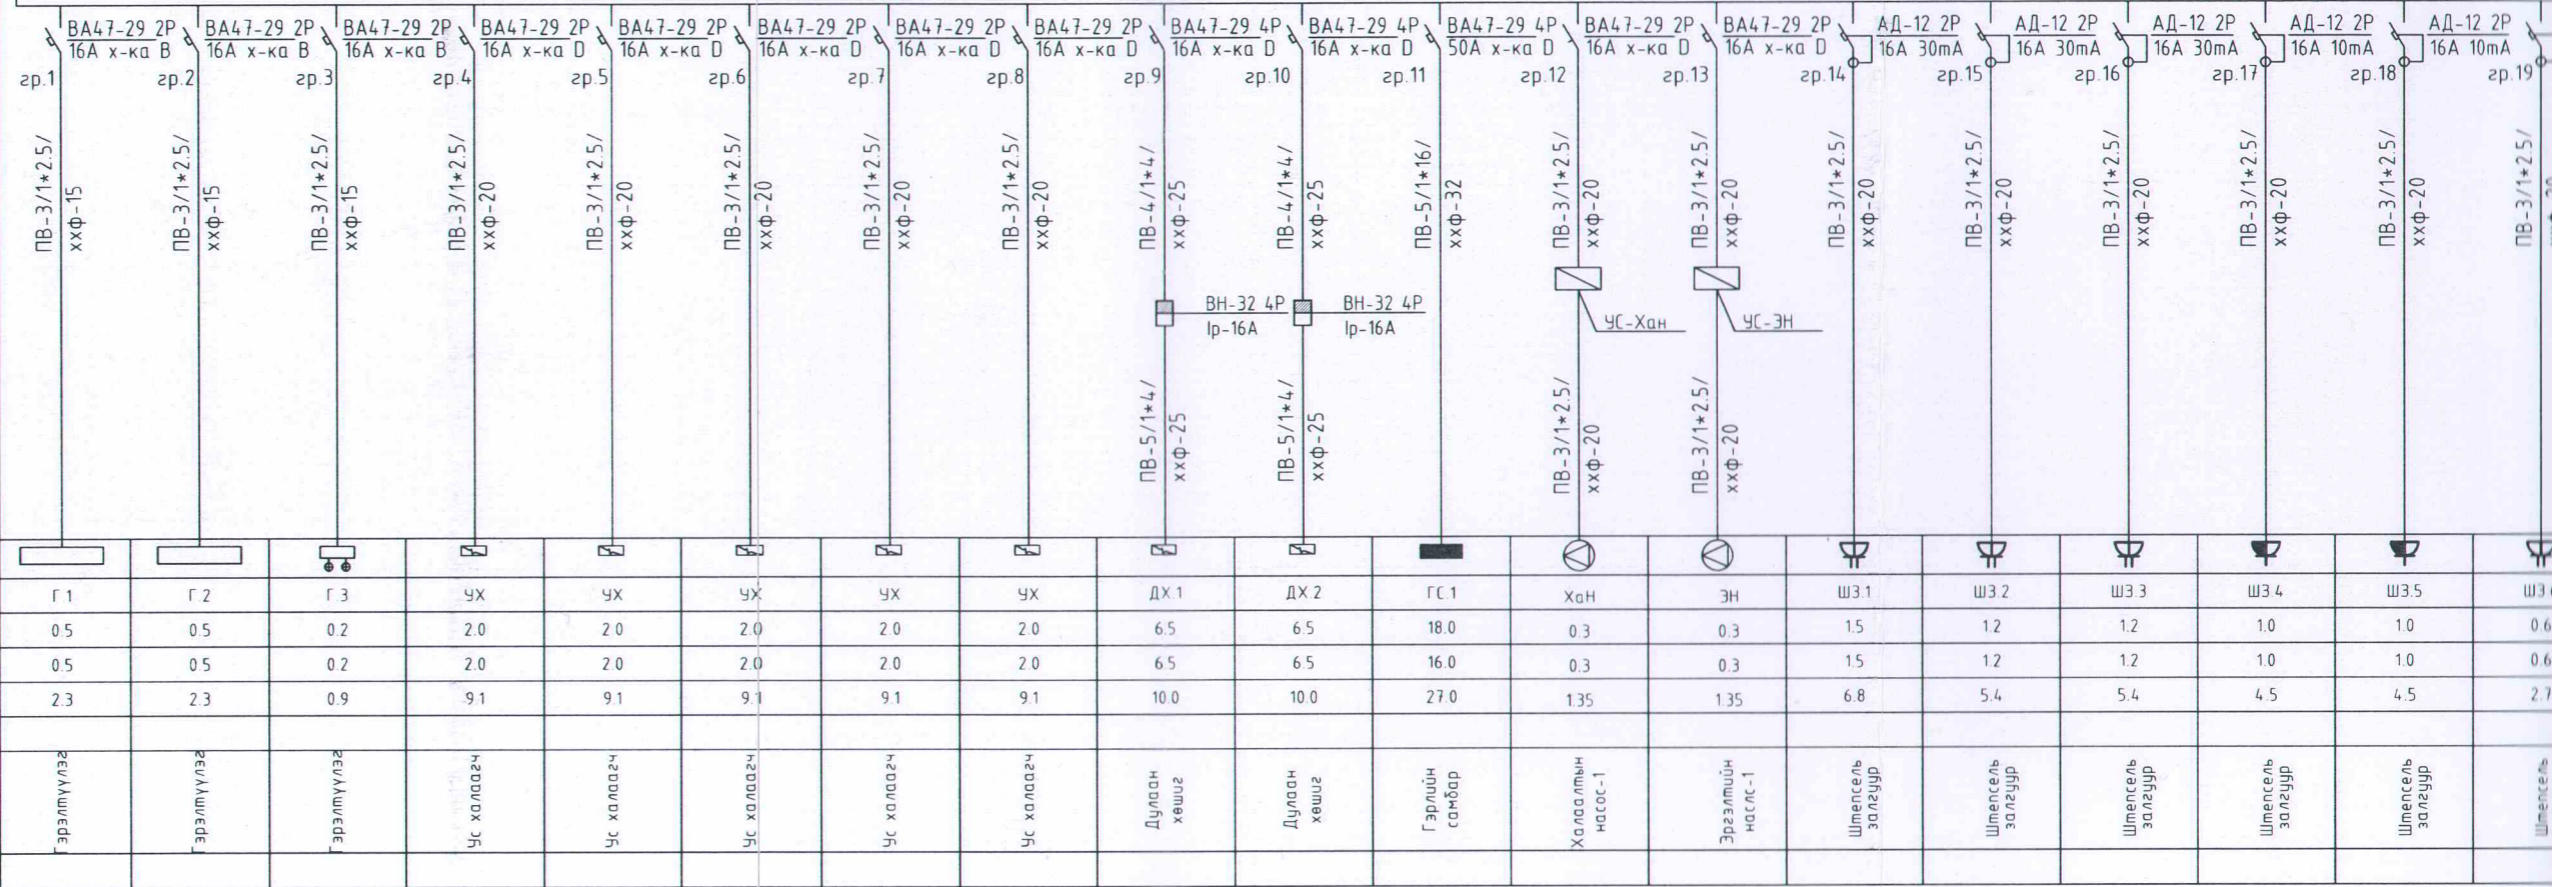 ВА47-29 2Р ВА47-29 2Р ВА47-29 2Р ВА47-29 2Р ВА47-29 2Р ВА47-29 2Р ВА47-29 2Р ВА47-29 2Р ВА47-29 4Р ВА47-29 4Р ВА47-29 4Р ВА47-29 2Р ВА47-29 2Р АД-12 2Р АД-12 2Р АД-12 2Р АД-12 2Р АД-12 2Р
16А х-ка В 16А х-ка В 16А х-ка В 16А х-ка D 16А х-ка D 16А х-ка D 16А х-ка D 16А х-ка D 16А х-ка D 16А х-ка D 50А х-ка D 16А х-ка D 16А х-ка D 16А 30mA 16А 30mA 16А 30mA 16А 10mA 16А 10mA
гр.1 гр.2 гр.3 гр.4 гр.5 гр.6 гр.7 гр.8 гр.9 гр.10 гр.11 гр.12 гр.13 гр.14 гр.15 гр.16 гр.17 гр.18 гр.19
ПВ-3/1*2.5/ ПВ-3/1*2.5/ ПВ-3/1*2.5/ ПВ-3/1*2.5/ ПВ-3/1*2.5/ ПВ-3/1*2.5/ ПВ-3/1*2.5/ ПВ-3/1*2.5/ ПВ-4/1*4/ ПВ-4/1*4/ ПВ-5/1*16/ ПВ-3/1*2.5/ ПВ-3/1*2.5/ ПВ-3/1*2.5/ ПВ-3/1*2.5/ ПВ-3/1*2.5/ ПВ-3/1*2.5/ ПВ-3/1*2.5/ ПВ-3/1*2.5/
ххф-15 ххф-15 ххф-15 ххф-20 ххф-20 ххф-20 ххф-20 ххф-20 ххф-25 ххф-25 ххф-32 ххф-20 ххф-20 ххф-20 ххф-20 ххф-20 ххф-20 ххф-20
ВН-32 4Р ВН-32 4Р
Iр-16А Iр-16А
УС-Хан УС-ЭН
ПВ-5/1*4/ ПВ-5/1*4/ ПВ-3/1*2.5/ ПВ-3/1*2.5/
ххф-25 ххф-25 ххф-20 ххф-20
Г.1 Г.2 Г.3 УХ УХ УХ УХ УХ ДХ.1 ДХ.2 ГС.1 ХаН ЭН ШЗ.1 ШЗ.2 ШЗ.3 ШЗ.4 ШЗ.5
0.5 0.5 0.2 2.0 2.0 2.0 2.0 2.0 6.5 6.5 18.0 0.3 0.3 1.5 1.2 1.2 1.0 1.0 0.6
0.5 0.5 0.2 2.0 2.0 2.0 2.0 2.0 6.5 6.5 16.0 0.3 0.3 1.5 1.2 1.2 1.0 1.0 0.6
2.3 2.3 0.9 9.1 9.1 9.1 9.1 9.1 10.0 10.0 27.0 1.35 1.35 6.8 5.4 5.4 4.5 4.5 2.7
Гэрэлтүүлэг
Гэрэлтүүлэг
Гэрэлтүүлэг
Ус халаагч
Ус халаагч
Ус халаагч
Ус халаагч
Ус халаагч
Дулаан
хөшиг
Дулаан
хөшиг
Гэрлийн
самбар
Халаалтын
насос-1
Эргэлтийн
наслс-1
Штепсель
залгуур
Штепсель
залгуур
Штепсель
залгуур
Штепсель
залгуур
Штепсель
залгуур
Штепсель